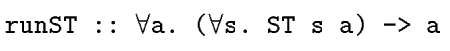 runST :: ∀a. (∀s. ST s a) -> a